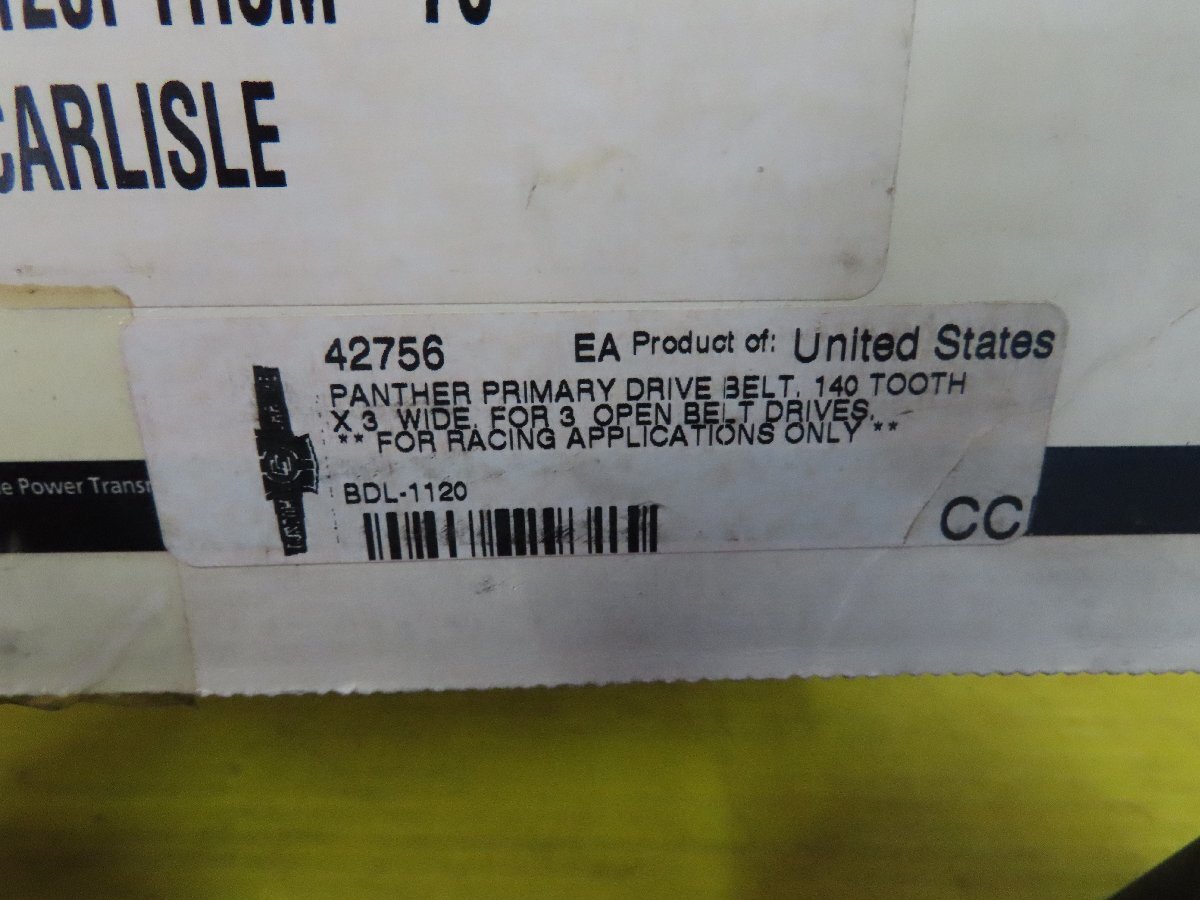 CARLISLE
42756 EA Product of: United States
PANTHER PRIMARY DRIVE BELT, 140 TOOTH
X 3 WIDE, FOR 3 OPEN BELT DRIVES.
** FOR RACING APPLICATIONS ONLY **
e Power Trans
BDL-1120
CC